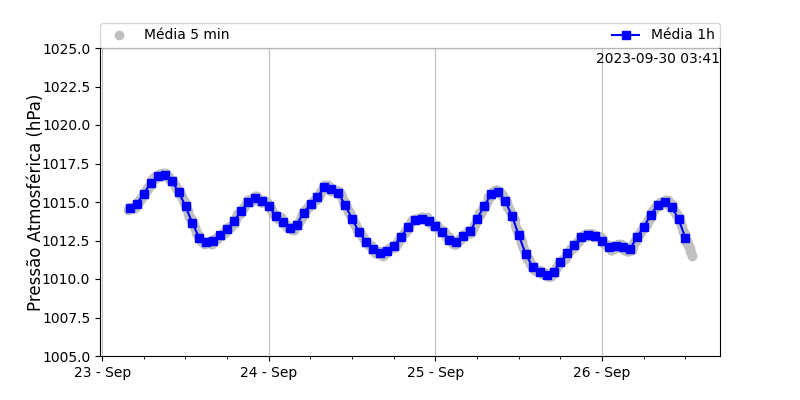 Média 5 min
Média 1h
2023-09-30 03:41
Pressão Atmosférica (hPa)
1025.0
1022.5
1020.0
1017.5
1015.0
1012.5
1010.0
1007.5
1005.0
23 - Sep
24 - Sep
25 - Sep
26 - Sep